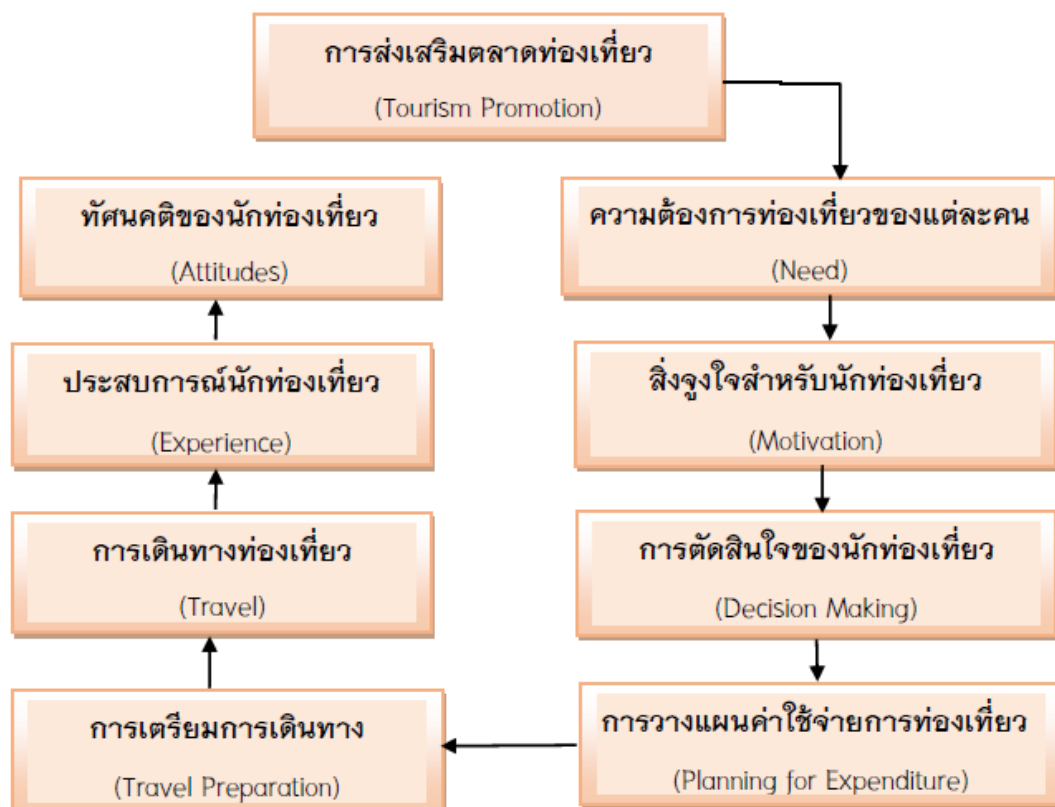 การส่งเสริมตลาดท่องเที่ยว
(Tourism Promotion)
ความต้องการท่องเที่ยวของแต่ละคน
(Need)
สิ่งจูงใจสำหรับนักท่องเที่ยว
(Motivation)
การตัดสินใจของนักท่องเที่ยว
(Decision Making)
การวางแผนค่าใช้จ่ายการท่องเที่ยว
(Planning for Expenditure)
การเตรียมการเดินทาง
(Travel Preparation)
การเดินทางท่องเที่ยว
(Travel)
ประสบการณ์นักท่องเที่ยว
(Experience)
ทัศนคติของนักท่องเที่ยว
(Attitudes)